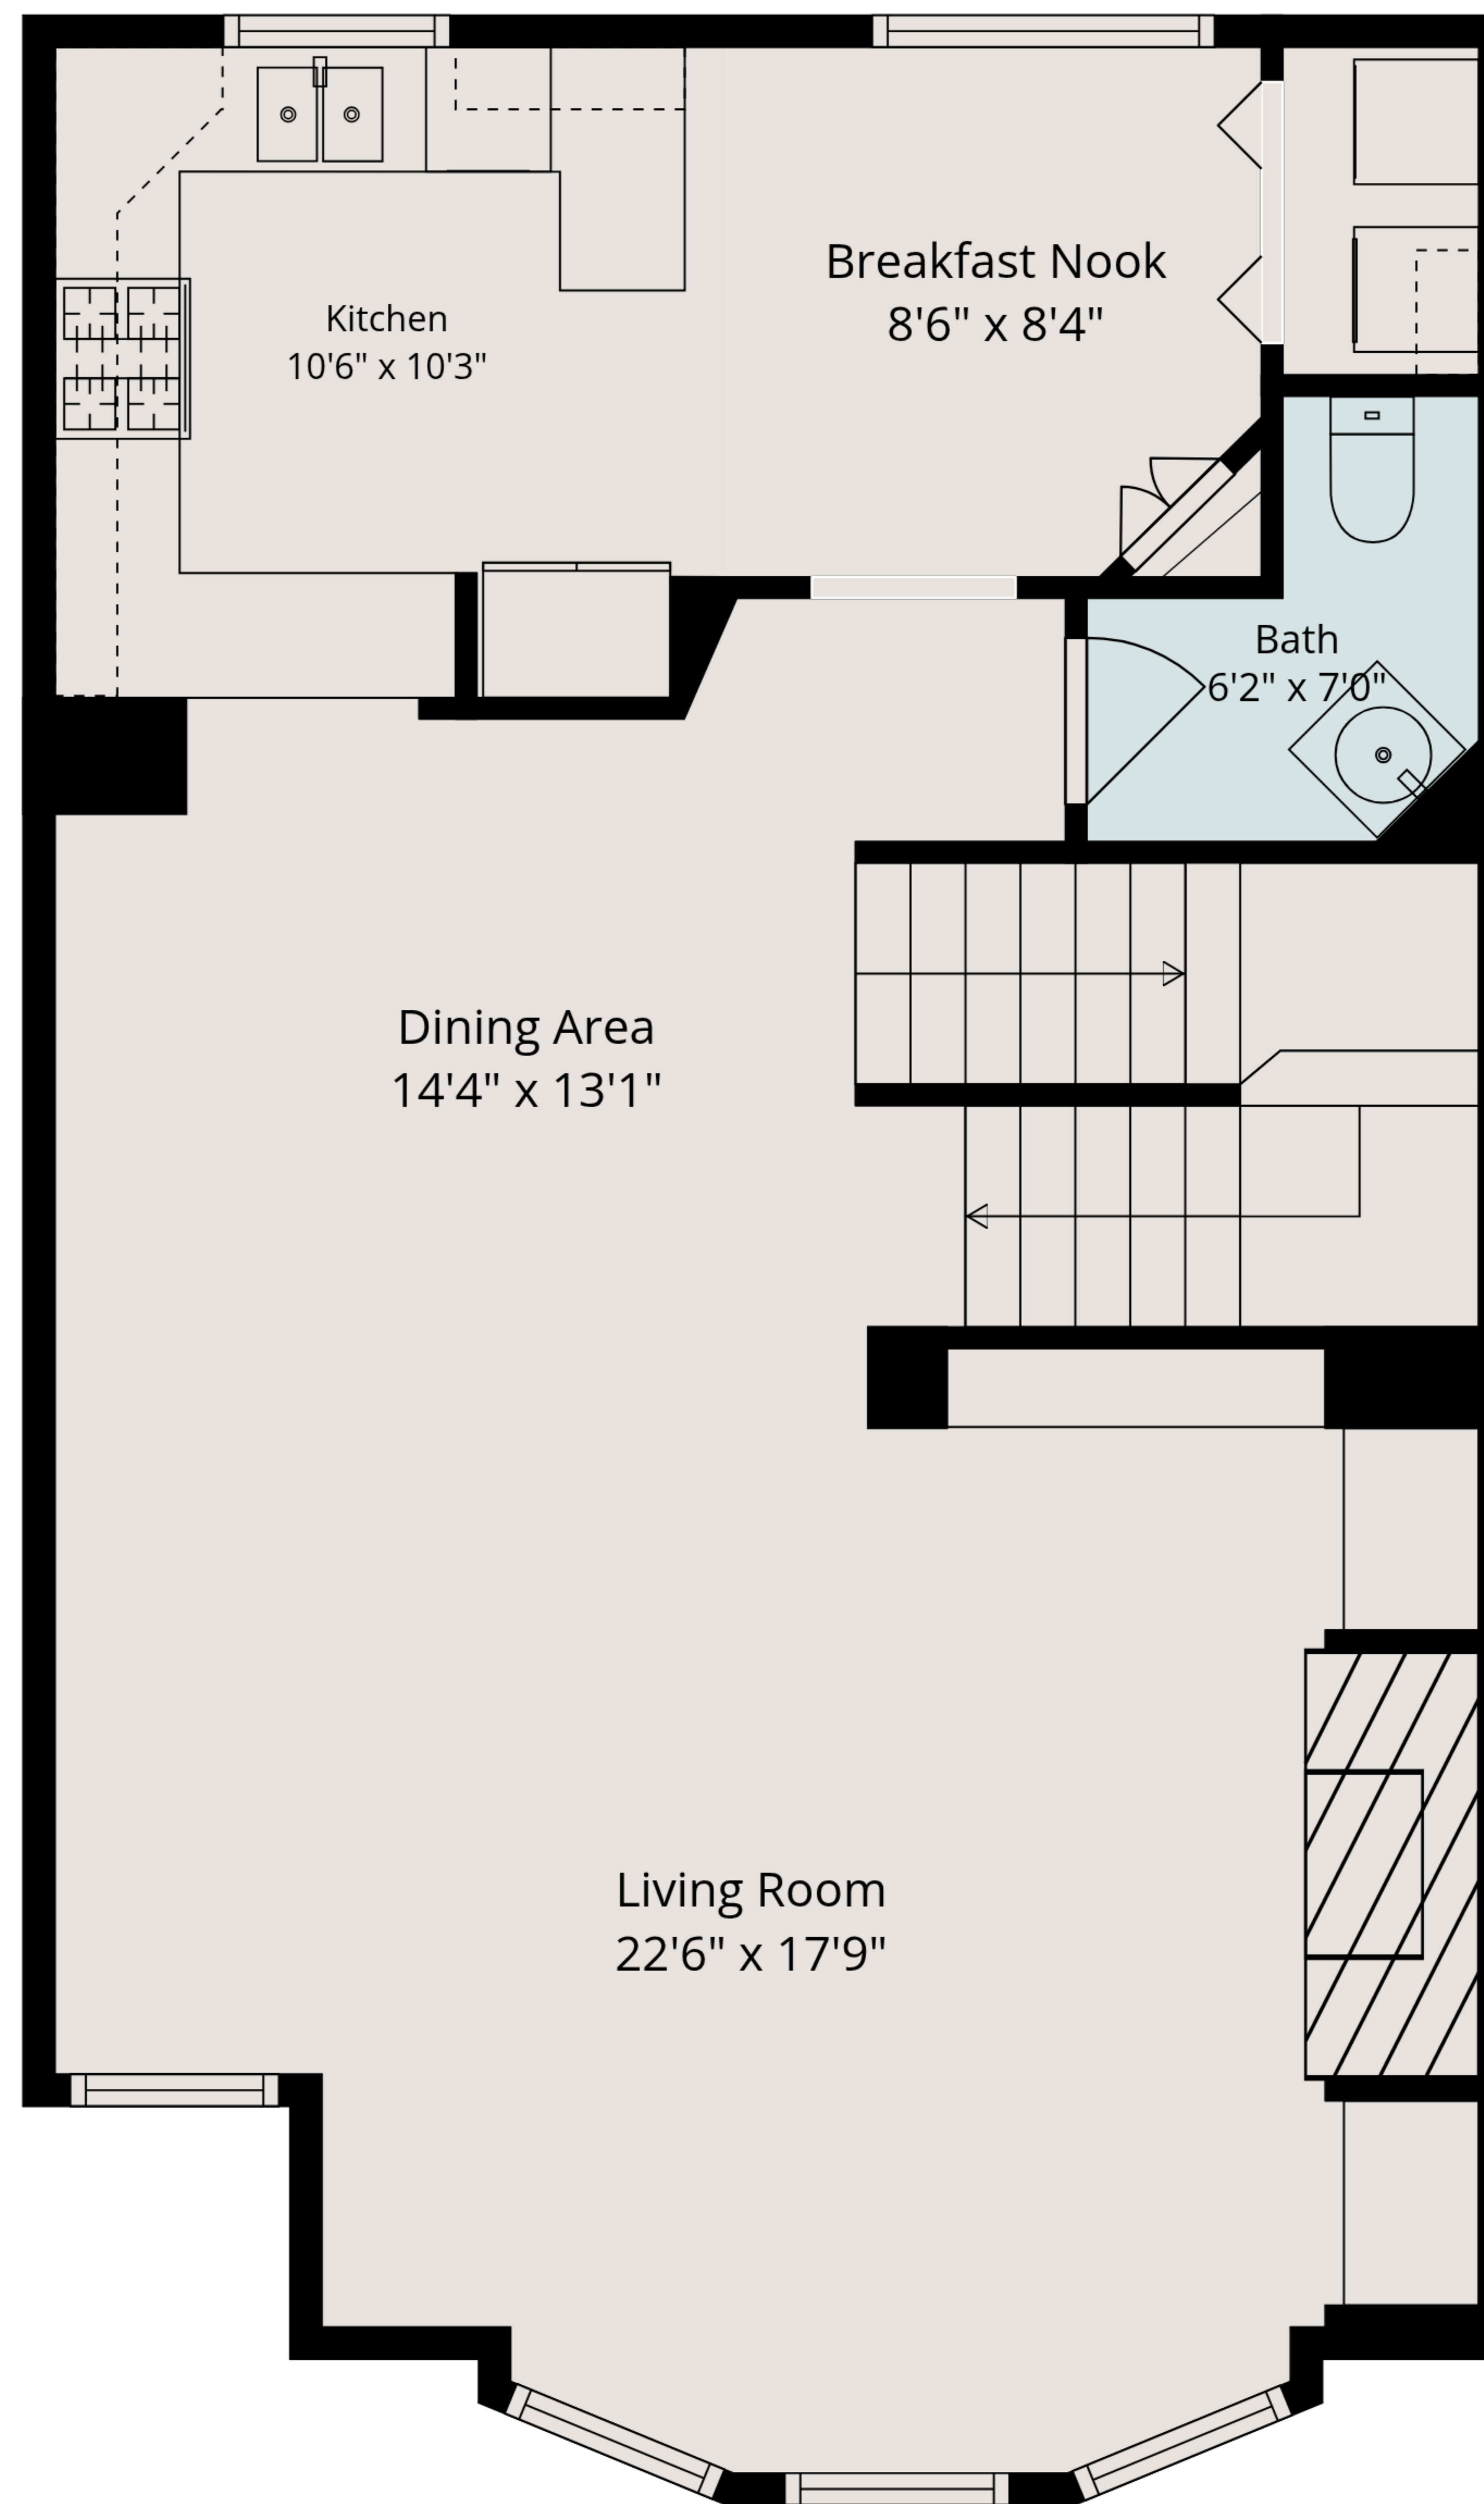 Breakfast Nook
8'6" x 8'4"
Kitchen
10'6" x 10'3"
Bath
6'2" x 7'0"
Dining Area
14'4" x 13'1"
Living Room
22'6" x 17'9"